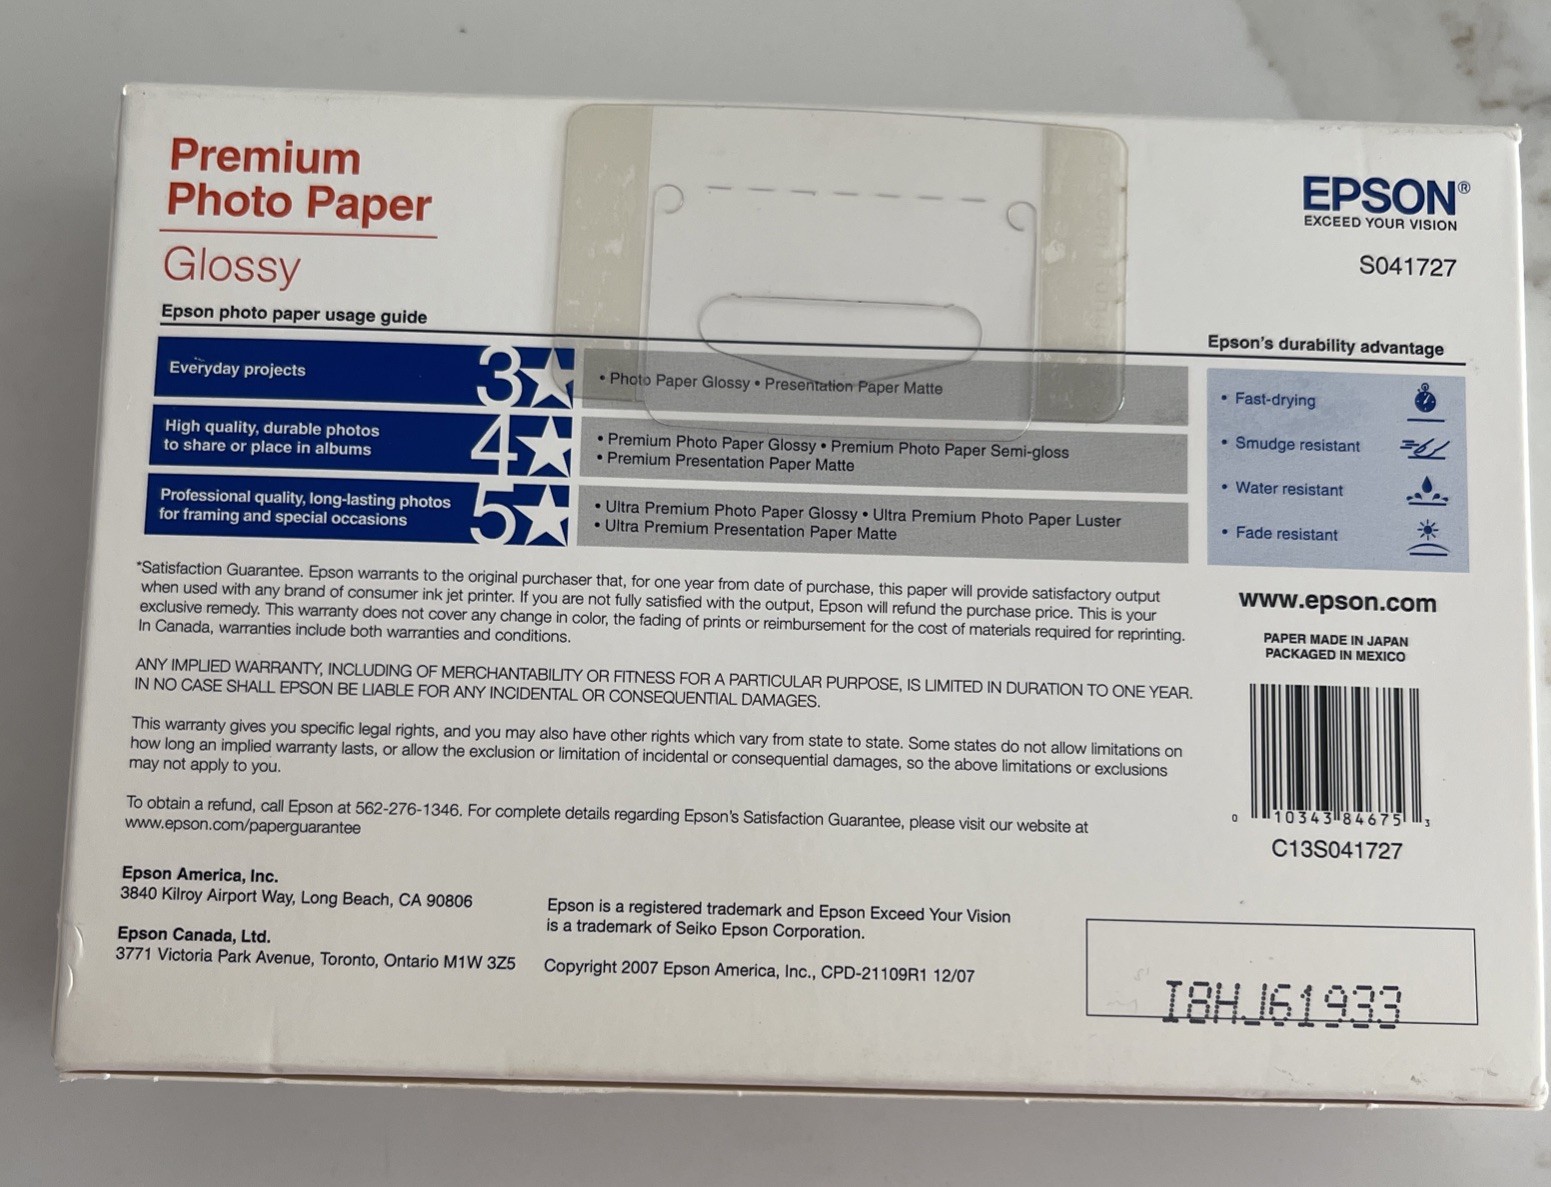 Premium
Photo Paper
Glossy
EPSON®
EXCEED YOUR VISION
S041727
Epson photo paper usage guide
Everyday projects
3★
• Photo Paper Glossy • Presentation Paper Matte
High quality, durable photos
to share or place in albums
4★
• Premium Photo Paper Glossy • Premium Photo Paper Semi-gloss
• Premium Presentation Paper Matte
Professional quality, long-lasting photos
for framing and special occasions
5★
• Ultra Premium Photo Paper Glossy • Ultra Premium Photo Paper Luster
• Ultra Premium Presentation Paper Matte
Epson's durability advantage
• Fast-drying
• Smudge resistant
• Water resistant
• Fade resistant
*Satisfaction Guarantee. Epson warrants to the original purchaser that, for one year from date of purchase, this paper will provide satisfactory output
when used with any brand of consumer ink jet printer. If you are not fully satisfied with the output, Epson will refund the purchase price. This is your
exclusive remedy. This warranty does not cover any change in color, the fading of prints or reimbursement for the cost of materials required for reprinting.
In Canada, warranties include both warranties and conditions.
ANY IMPLIED WARRANTY, INCLUDING OF MERCHANTABILITY OR FITNESS FOR A PARTICULAR PURPOSE, IS LIMITED IN DURATION TO ONE YEAR.
IN NO CASE SHALL EPSON BE LIABLE FOR ANY INCIDENTAL OR CONSEQUENTIAL DAMAGES.
This warranty gives you specific legal rights, and you may also have other rights which vary from state to state. Some states do not allow limitations on
how long an implied warranty lasts, or allow the exclusion or limitation of incidental or consequential damages, so the above limitations or exclusions
may not apply to you.
To obtain a refund, call Epson at 562-276-1346. For complete details regarding Epson's Satisfaction Guarantee, please visit our website at
www.epson.com/paperguarantee
Epson America, Inc.
3840 Kilroy Airport Way, Long Beach, CA 90806
Epson Canada, Ltd.
3771 Victoria Park Avenue, Toronto, Ontario M1W 3Z5
Epson is a registered trademark and Epson Exceed Your Vision
is a trademark of Seiko Epson Corporation.
Copyright 2007 Epson America, Inc., CPD-21109R1 12/07
www.epson.com
PAPER MADE IN JAPAN
PACKAGED IN MEXICO
0 10343 84675 3
C13S041727
I8HJ61933